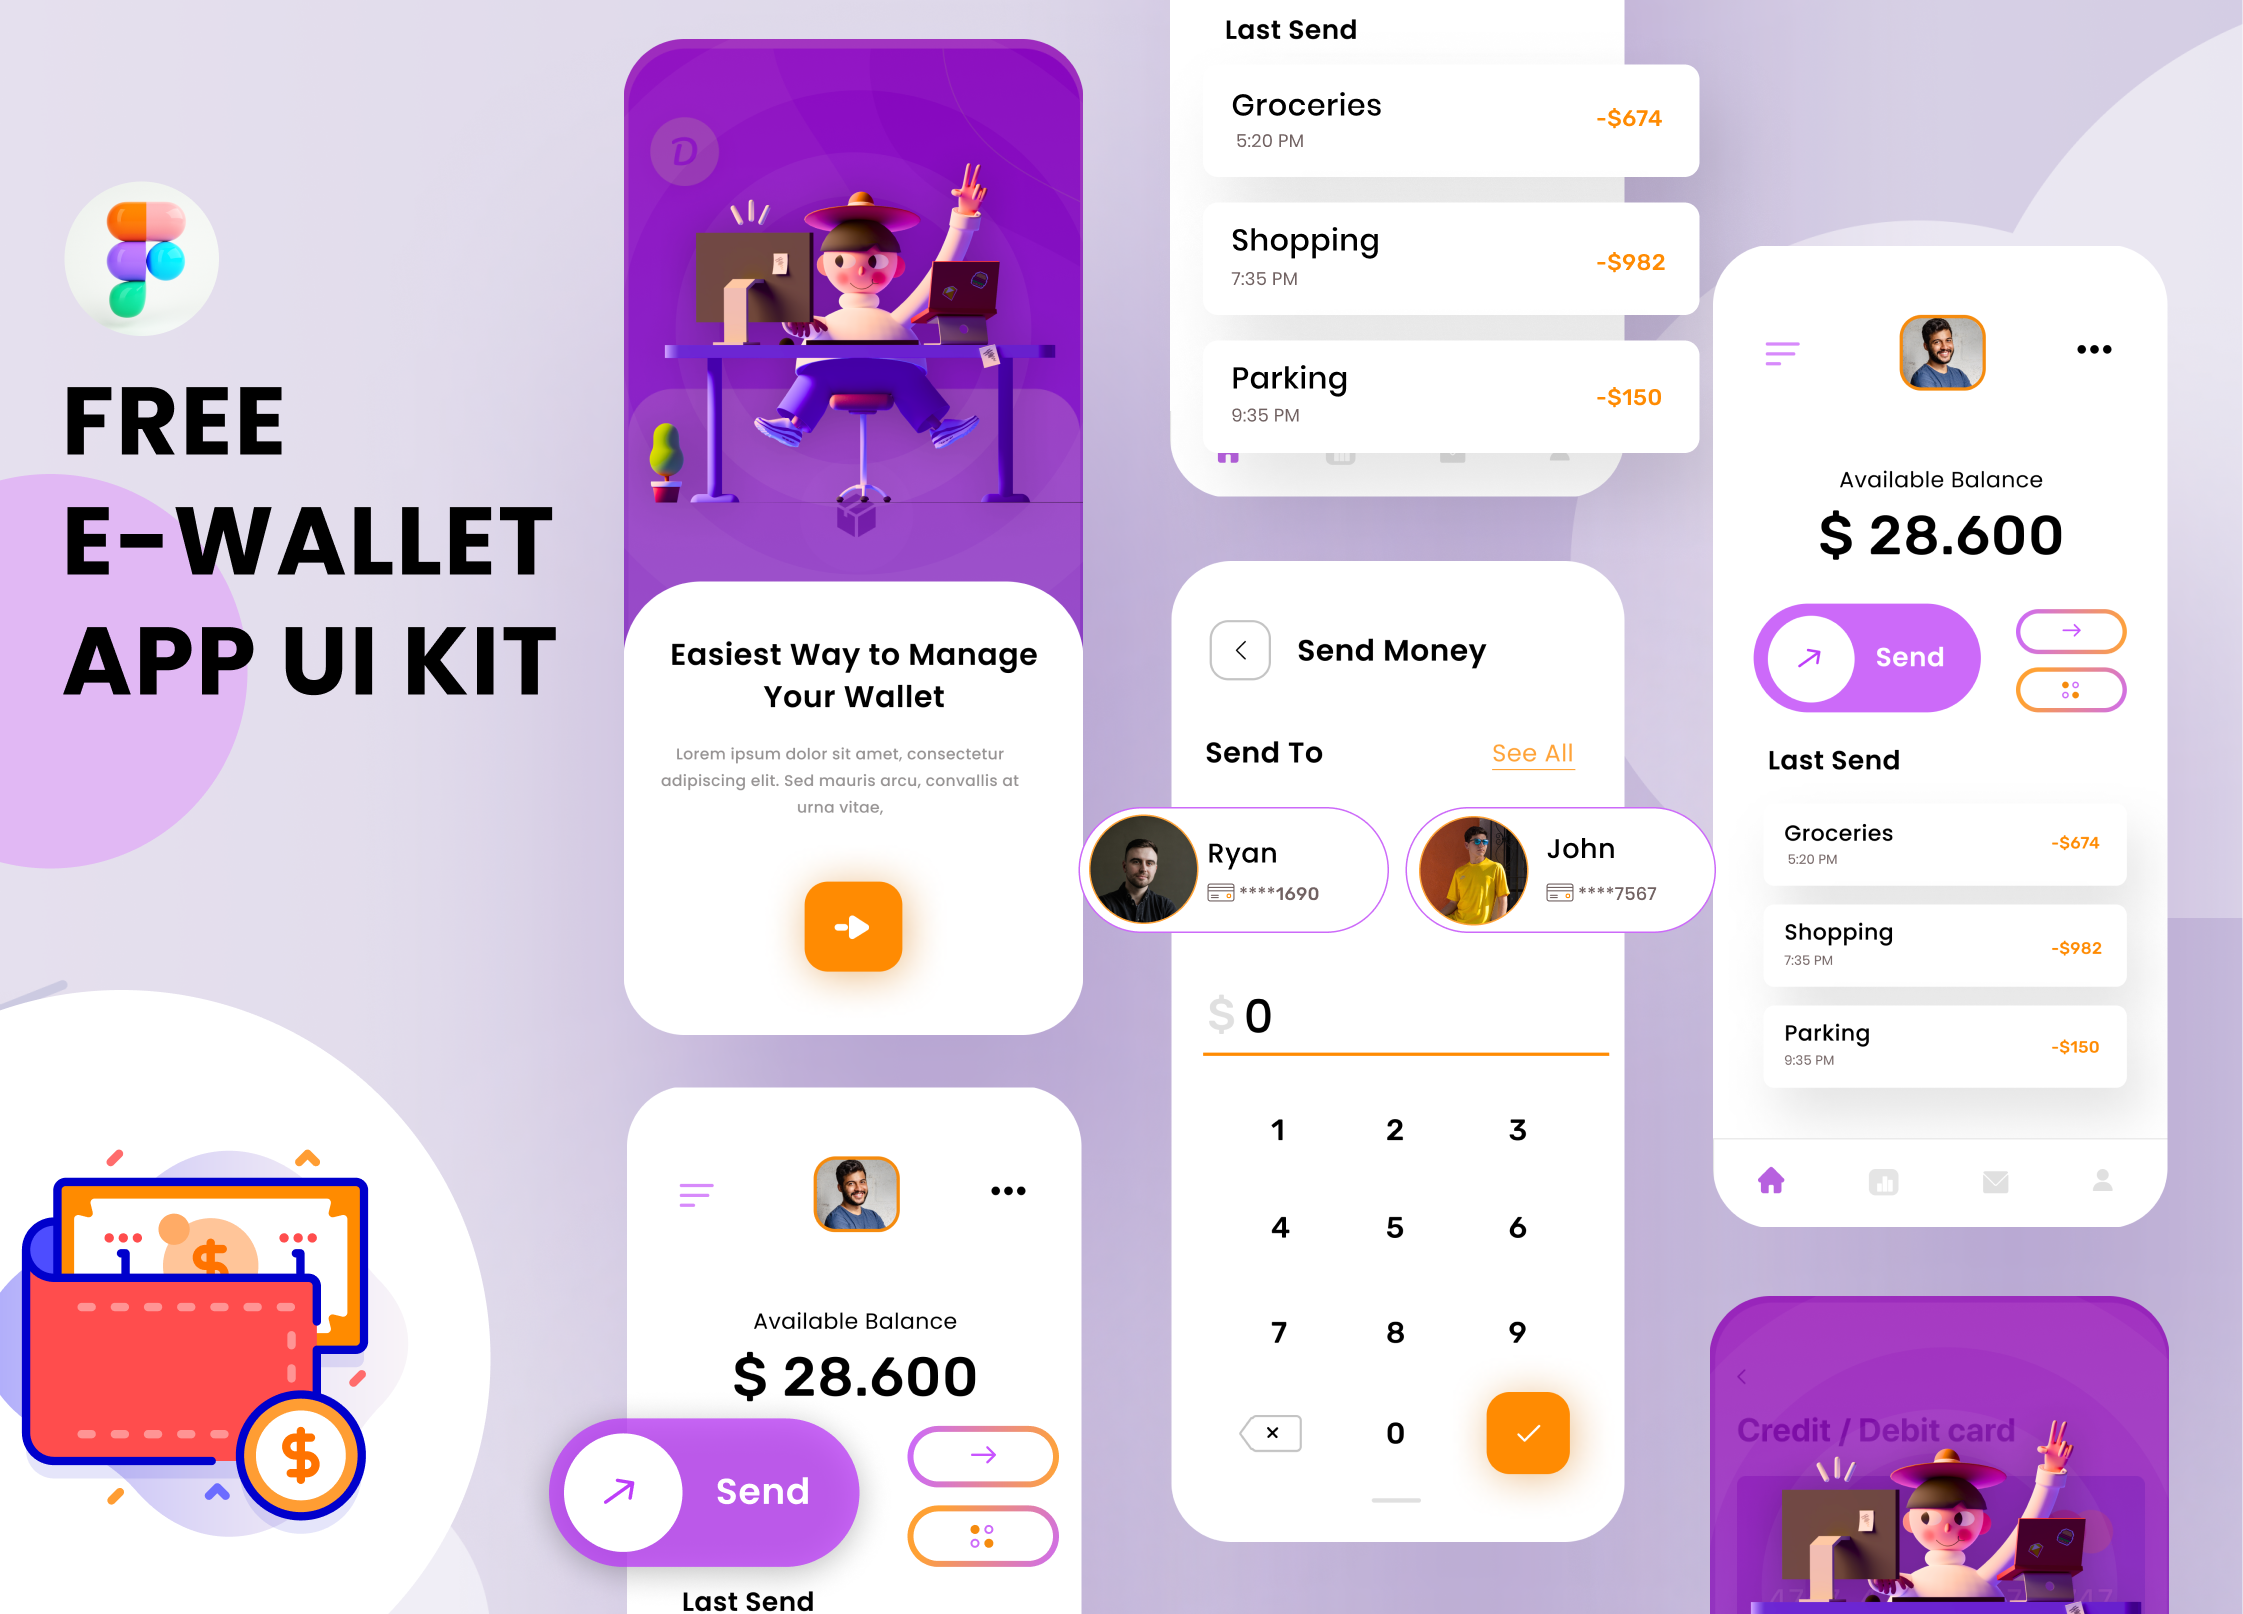 FREE
E-WALLET
APP UI KIT
D
Easiest Way to Manage
Your Wallet
Lorem ipsum dolor sit amet, consectetur
adipiscing elit. Sed mauris arcu, convallis at
urna vitae,
Available Balance
$ 28.600
Send
Last Send
Last Send
Groceries
5:20 PM
-$674
Shopping
7:35 PM
-$982
Parking
9:35 PM
-$150
Send Money
Send To
See All
Ryan
****1690
John
****7567
$ 0
1 2 3
4 5 6
7 8 9
0
Available Balance
$ 28.600
Send
Last Send
Groceries
5:20 PM
-$674
Shopping
7:35 PM
-$982
Parking
9:35 PM
-$150
Credit / Debit card
$
$